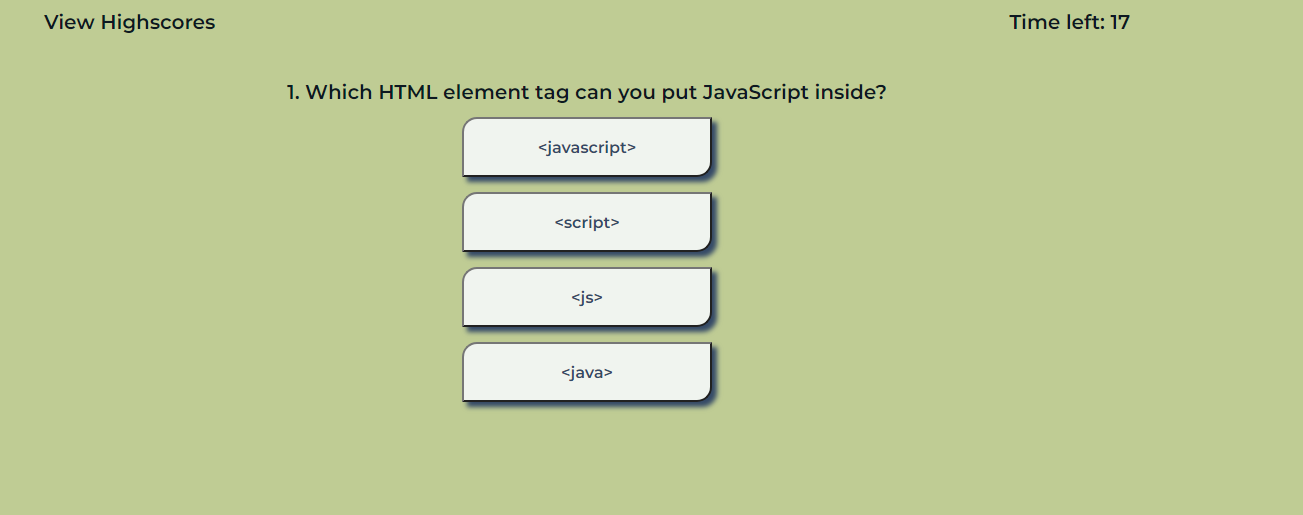 View Highscores
Time left: 17
1. Which HTML element tag can you put JavaScript inside?
<javascript>
<script>
<js>
<java>